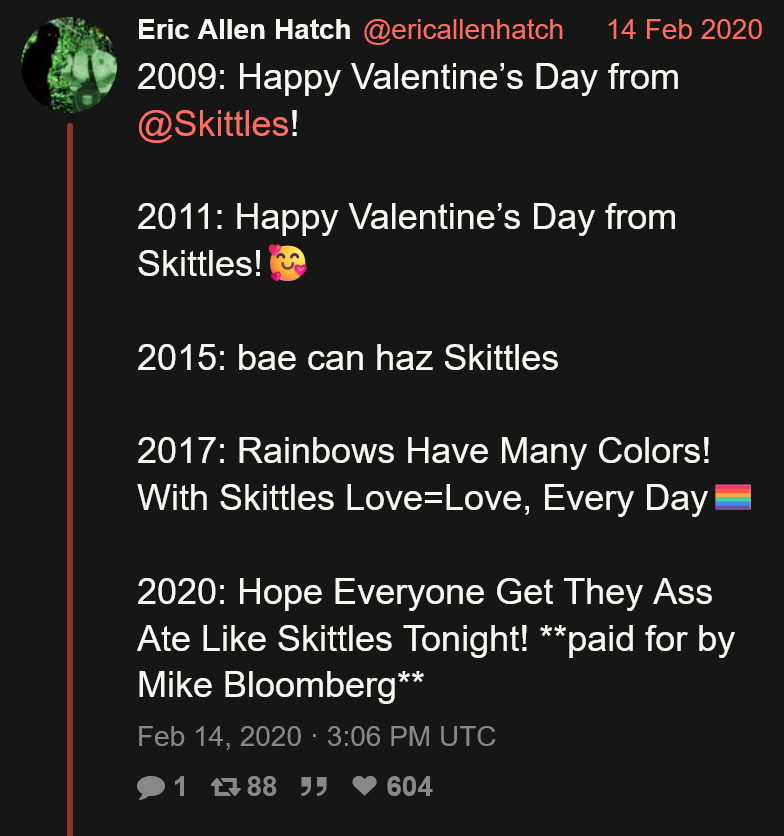 Eric Allen Hatch @ericallenhatch 14 Feb 2020
2009: Happy Valentine’s Day from
@Skittles!
2011: Happy Valentine’s Day from
Skittles!🥰
2015: bae can haz Skittles
2017: Rainbows Have Many Colors!
With Skittles Love=Love, Every Day🏳️‍🌈
2020: Hope Everyone Get They Ass
Ate Like Skittles Tonight! **paid for by
Mike Bloomberg**
Feb 14, 2020 · 3:06 PM UTC
1 88 604